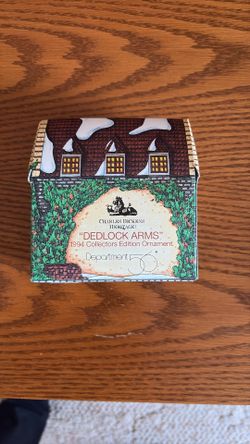 CHARLES DICKENS
HERITAGE
"DEDLOCK ARMS"
1994 Collectors Edition Ornament
Department 56